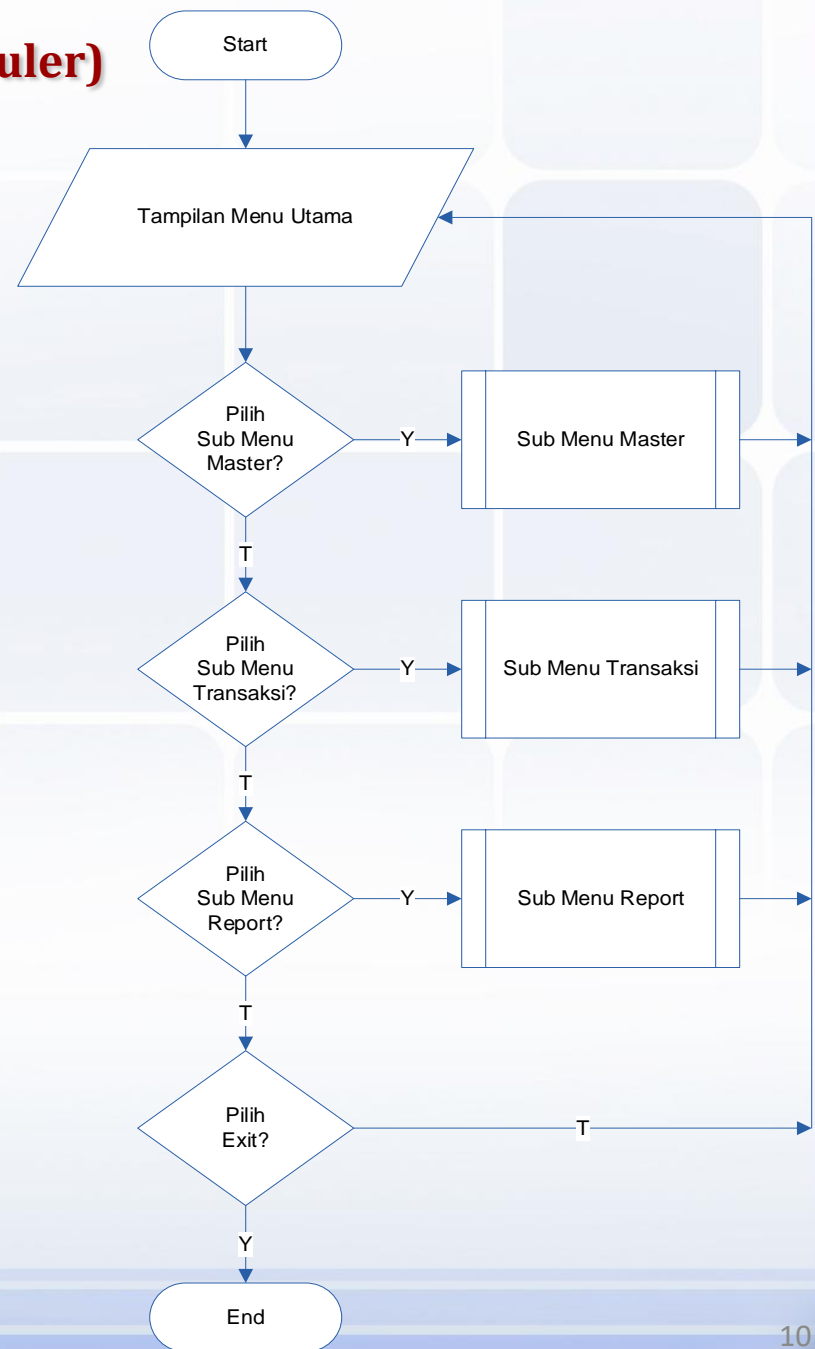 uler)
Start
Tampilan Menu Utama
Pilih
Sub Menu
Master?
Y
Sub Menu Master
T
Pilih
Sub Menu
Transaksi?
Y
Sub Menu Transaksi
T
Pilih
Sub Menu
Report?
Y
Sub Menu Report
T
Pilih
Exit?
T
Y
End
10